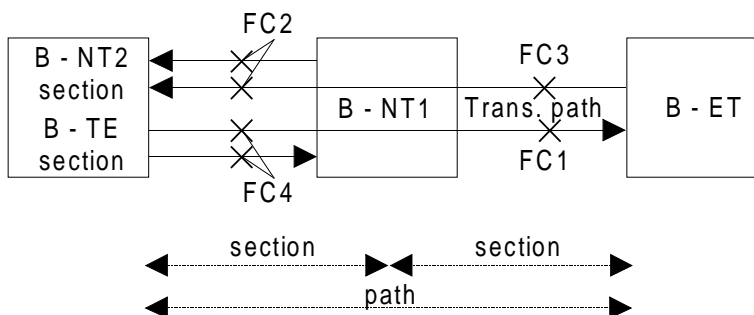 FC2
B - NT2
section
B - TE
section
B - NT1
FC3
Trans. path
B - ET
FC1
FC4
section
section
path